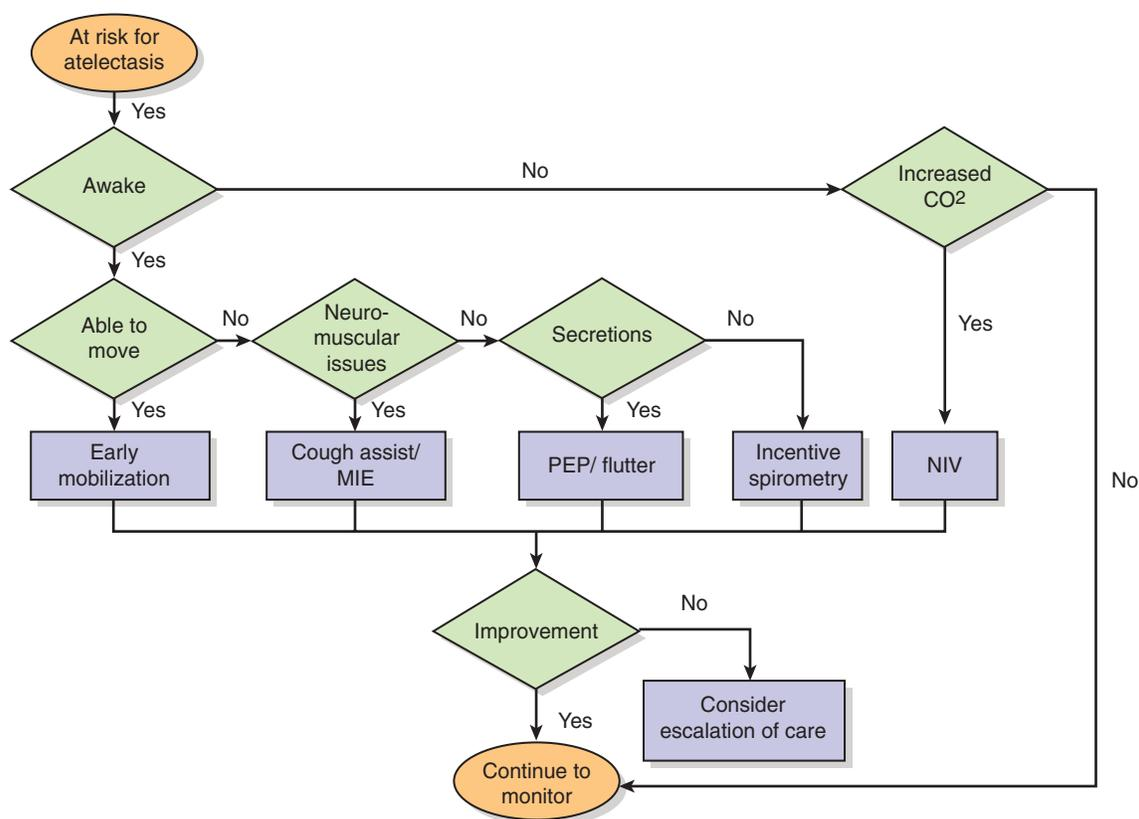 At risk for
atelectasis
Yes
Awake
No
Increased
CO2
Yes
Able to
move
No
Neuro-
muscular
issues
No
Secretions
No
Yes
Yes
Yes
Yes
Early
mobilization
Cough assist/
MIE
PEP/ flutter
Incentive
spirometry
NIV
No
Improvement
No
Consider
escalation of care
Yes
Continue to
monitor